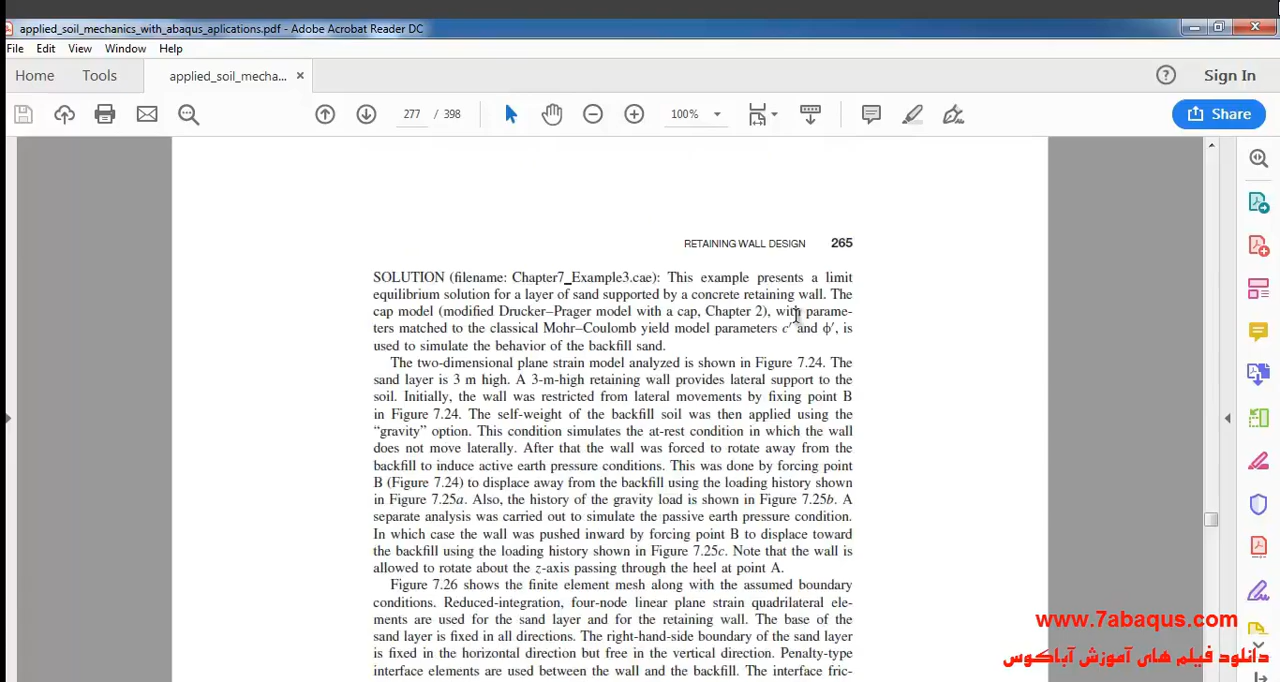 applied_soil_mechanics_with_abaqus_aplications.pdf - Adobe Acrobat Reader DC
File Edit View Window Help
Home Tools applied_soil_mecha... × Sign In
277 / 398 100% Share
RETAINING WALL DESIGN 265
SOLUTION (filename: Chapter7_Example3.cae): This example presents a limit
equilibrium solution for a layer of sand supported by a concrete retaining wall. The
cap model (modified Drucker–Prager model with a cap, Chapter 2), with parame-
ters matched to the classical Mohr–Coulomb yield model parameters c′ and ϕ′, is
used to simulate the behavior of the backfill sand.
The two-dimensional plane strain model analyzed is shown in Figure 7.24. The
sand layer is 3 m high. A 3-m-high retaining wall provides lateral support to the
soil. Initially, the wall was restricted from lateral movements by fixing point B
in Figure 7.24. The self-weight of the backfill soil was then applied using the
“gravity” option. This condition simulates the at-rest condition in which the wall
does not move laterally. After that the wall was forced to rotate away from the
backfill to induce active earth pressure conditions. This was done by forcing point
B (Figure 7.24) to displace away from the backfill using the loading history shown
in Figure 7.25a. Also, the history of the gravity load is shown in Figure 7.25b. A
separate analysis was carried out to simulate the passive earth pressure condition.
In which case the wall was pushed inward by forcing point B to displace toward
the backfill using the loading history shown in Figure 7.25c. Note that the wall is
allowed to rotate about the z-axis passing through the heel at point A.
Figure 7.26 shows the finite element mesh along with the assumed boundary
conditions. Reduced-integration, four-node linear plane strain quadrilateral ele-
ments are used for the sand layer and for the retaining wall. The base of the
sand layer is fixed in all directions. The right-hand-side boundary of the sand layer
is fixed in the horizontal direction but free in the vertical direction. Penalty-type
interface elements are used between the wall and the backfill. The interface fric-
www.7abaqus.com
دانلود فیلم های آموزش آباکوس